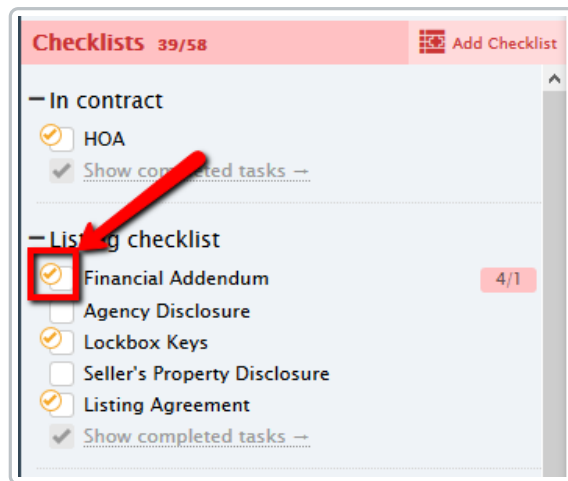 Checklists 39/58
Add Checklist
In contract
HOA
Show completed tasks →
Listing checklist
Financial Addendum 4/1
Agency Disclosure
Lockbox Keys
Seller's Property Disclosure
Listing Agreement
Show completed tasks →